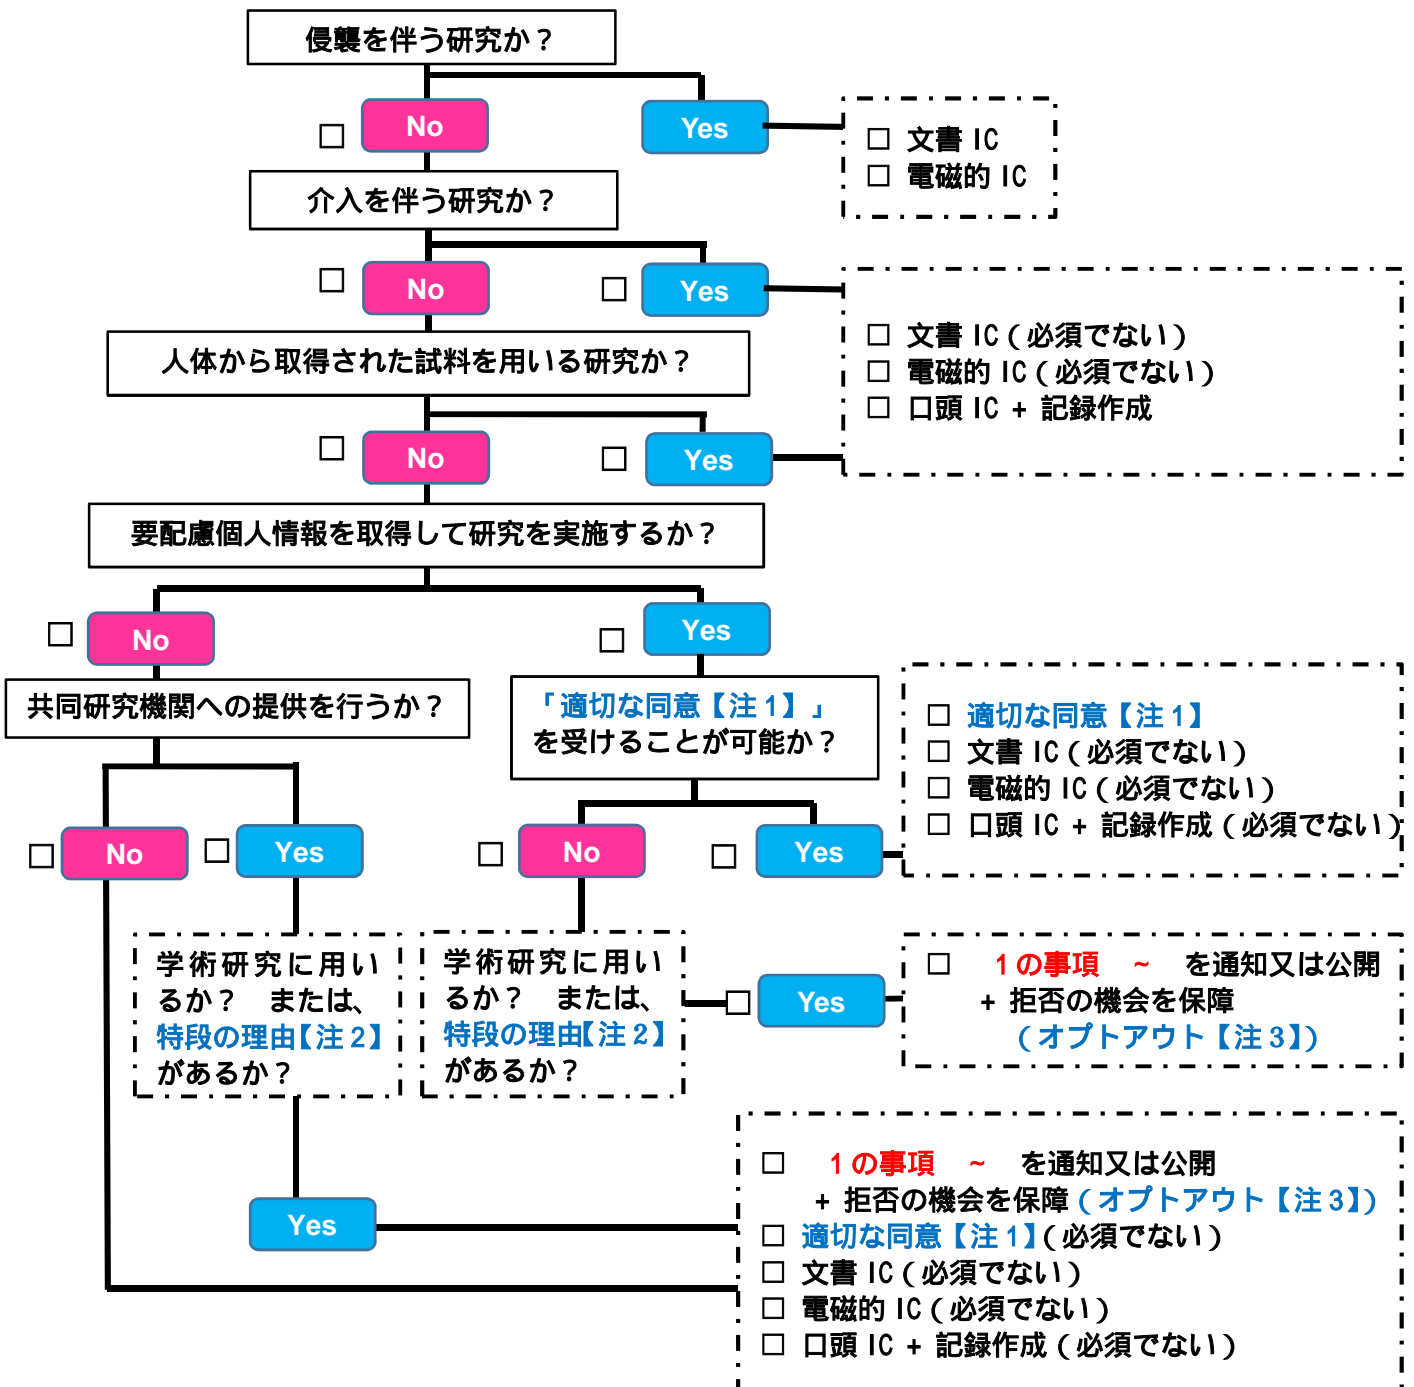 侵襲を伴う研究か？
No
Yes
□ 文書 IC
□ 電磁的 IC
介入を伴う研究か？
No
Yes
□ 文書 IC（必須でない）
□ 電磁的 IC（必須でない）
□ 口頭 IC + 記録作成
人体から取得された試料を用いる研究か？
No
Yes
要配慮個人情報を取得して研究を実施するか？
No
Yes
共同研究機関への提供を行うか？
「適切な同意【注1】」
を受けることが可能か？
□ 適切な同意【注1】
□ 文書 IC（必須でない）
□ 電磁的 IC（必須でない）
□ 口頭 IC + 記録作成（必須でない）
No
Yes
No
Yes
学術研究に用い
るか？　または、
特段の理由【注2】
があるか？
学術研究に用い
るか？　または、
特段の理由【注2】
があるか？
Yes
□　1の事項　～　を通知又は公開
+ 拒否の機会を保障
（オプトアウト【注3】）
Yes
□　1の事項　～　を通知又は公開
+ 拒否の機会を保障（オプトアウト【注3】）
□ 適切な同意【注1】（必須でない）
□ 文書 IC（必須でない）
□ 電磁的 IC（必須でない）
□ 口頭 IC + 記録作成（必須でない）